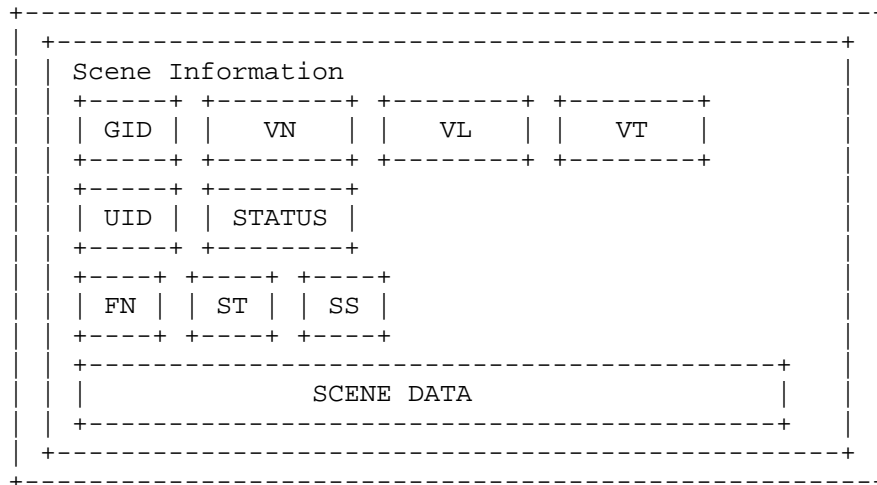 Scene Information
GID VN VL VT
UID STATUS
FN ST SS
SCENE DATA